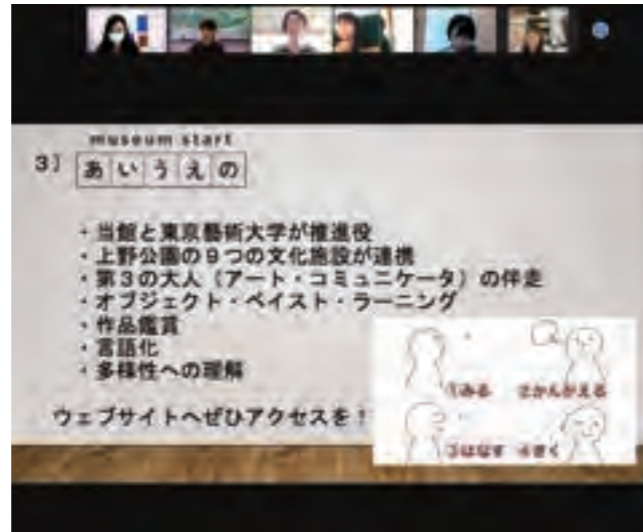 museum start
3] あいうえの
・当館と東京藝術大学が推進役
・上野公園の9つの文化施設が連携
・第3の大人（アート・コミュニケータ）の伴走
・オブジェクト・ベイスト・ラーニング
・作品鑑賞
・言語化
・多様性への理解
ウェブサイトへぜひアクセスを！
①みる ②かんがえる
③はなす ④きく